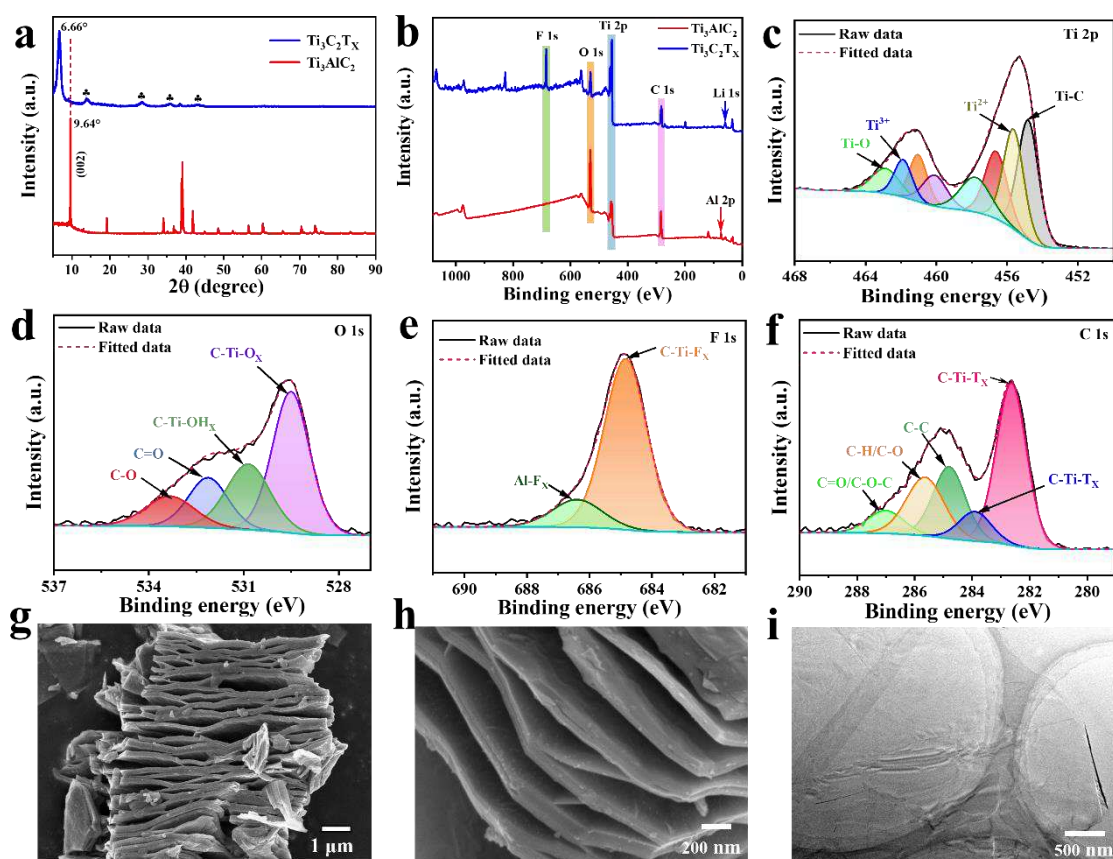 a
6.66°
Ti3C2TX
Ti3AlC2
♣ ♣ ♣ ♣
9.64°
(002)
Intensity (a.u.)
10 20 30 40 50 60 70 80 90
2θ (degree)
b
Ti 2p
F 1s
O 1s
Ti3AlC2
Ti3C2TX
C 1s
Li 1s
Al 2p
Intensity (a.u.)
1000 800 600 400 200 0
Binding energy (eV)
c
Raw data
Fitted data
Ti 2p
Ti2+
Ti-C
Ti3+
Ti-O
Intensity (a.u.)
468 464 460 456 452
Binding energy (eV)
d
Raw data
Fitted data
O 1s
C-Ti-OX
C-Ti-OHX
C=O
C-O
Intensity (a.u.)
537 534 531 528
Binding energy (eV)
e
Raw data
Fitted data
F 1s
C-Ti-FX
Al-FX
Intensity (a.u.)
690 688 686 684 682
Binding energy (eV)
f
Raw data
Fitted data
C 1s
C-Ti-TX
C-C
C-H/C-O
C=O/C-O-C
C-Ti-TX
Intensity (a.u.)
290 288 286 284 282 280
Binding energy (eV)
g
1 μm
h
200 nm
i
500 nm